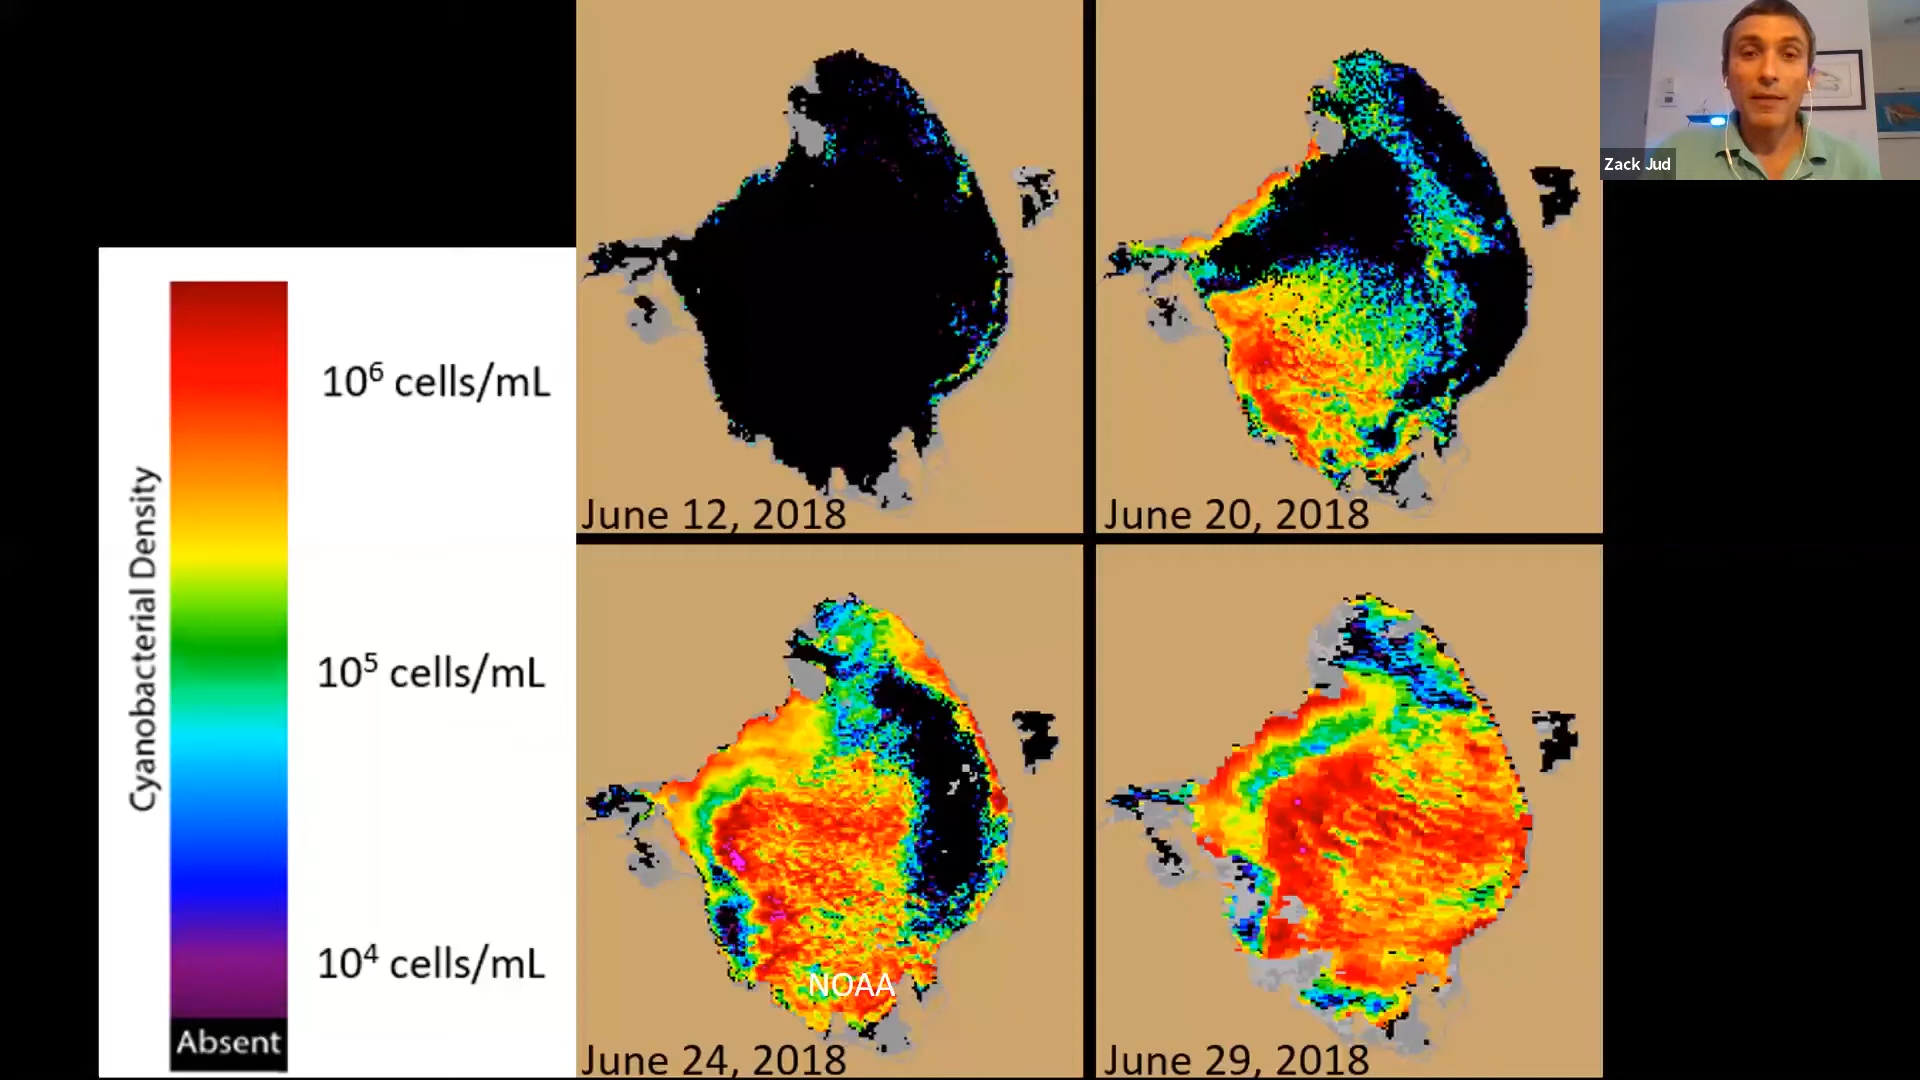 Zack Jud
Cyanobacterial Density
10⁶ cells/mL
10⁵ cells/mL
10⁴ cells/mL
Absent
June 12, 2018
June 20, 2018
NOAA
June 24, 2018
June 29, 2018